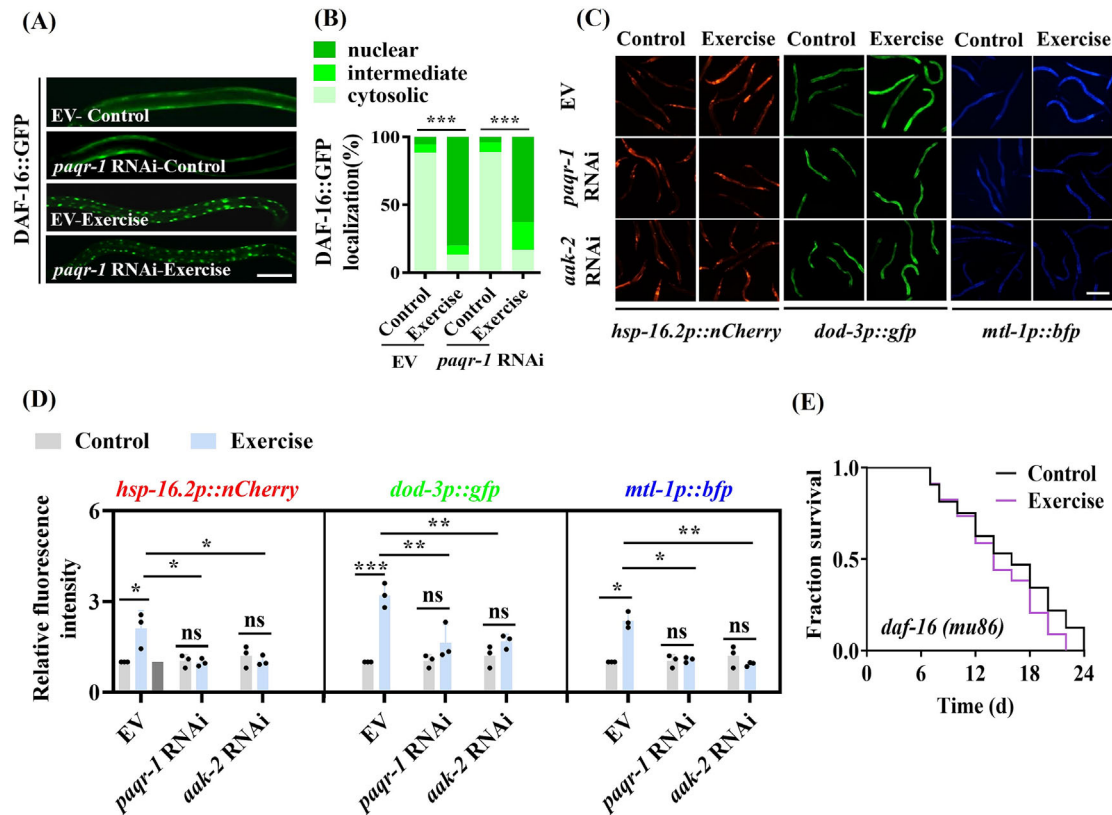 (A)
DAF-16::GFP
EV- Control
paqr-1 RNAi-Control
EV-Exercise
paqr-1 RNAi-Exercise
(B)
nuclear
intermediate
cytosolic
DAF-16::GFP
localization(%)
100
50
0
*** ***
Control
Exercise
Control
Exercise
EV
paqr-1 RNAi
(C)
Control Exercise Control Exercise Control Exercise
EV
paqr-1
RNAi
aak-2
RNAi
hsp-16.2p::nCherry dod-3p::gfp mtl-1p::bfp
(D)
Control Exercise
hsp-16.2p::nCherry dod-3p::gfp mtl-1p::bfp
Relative fluorescence
intensity
6
3
0
*
*
*
ns
ns
**
**
***
ns
ns
**
*
*
ns
ns
EV
paqr-1 RNAi
aak-2 RNAi
EV
paqr-1 RNAi
aak-2 RNAi
EV
paqr-1 RNAi
aak-2 RNAi
(E)
Fraction survival
1.0
0.5
0.0
Control
Exercise
daf-16 (mu86)
0 6 12 18 24
Time (d)